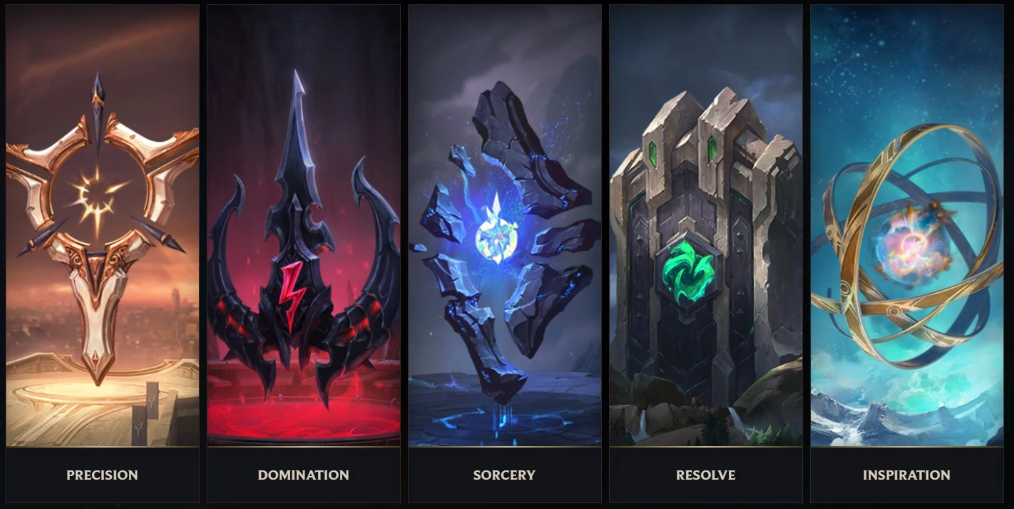 PRECISION
DOMINATION
SORCERY
RESOLVE
INSPIRATION